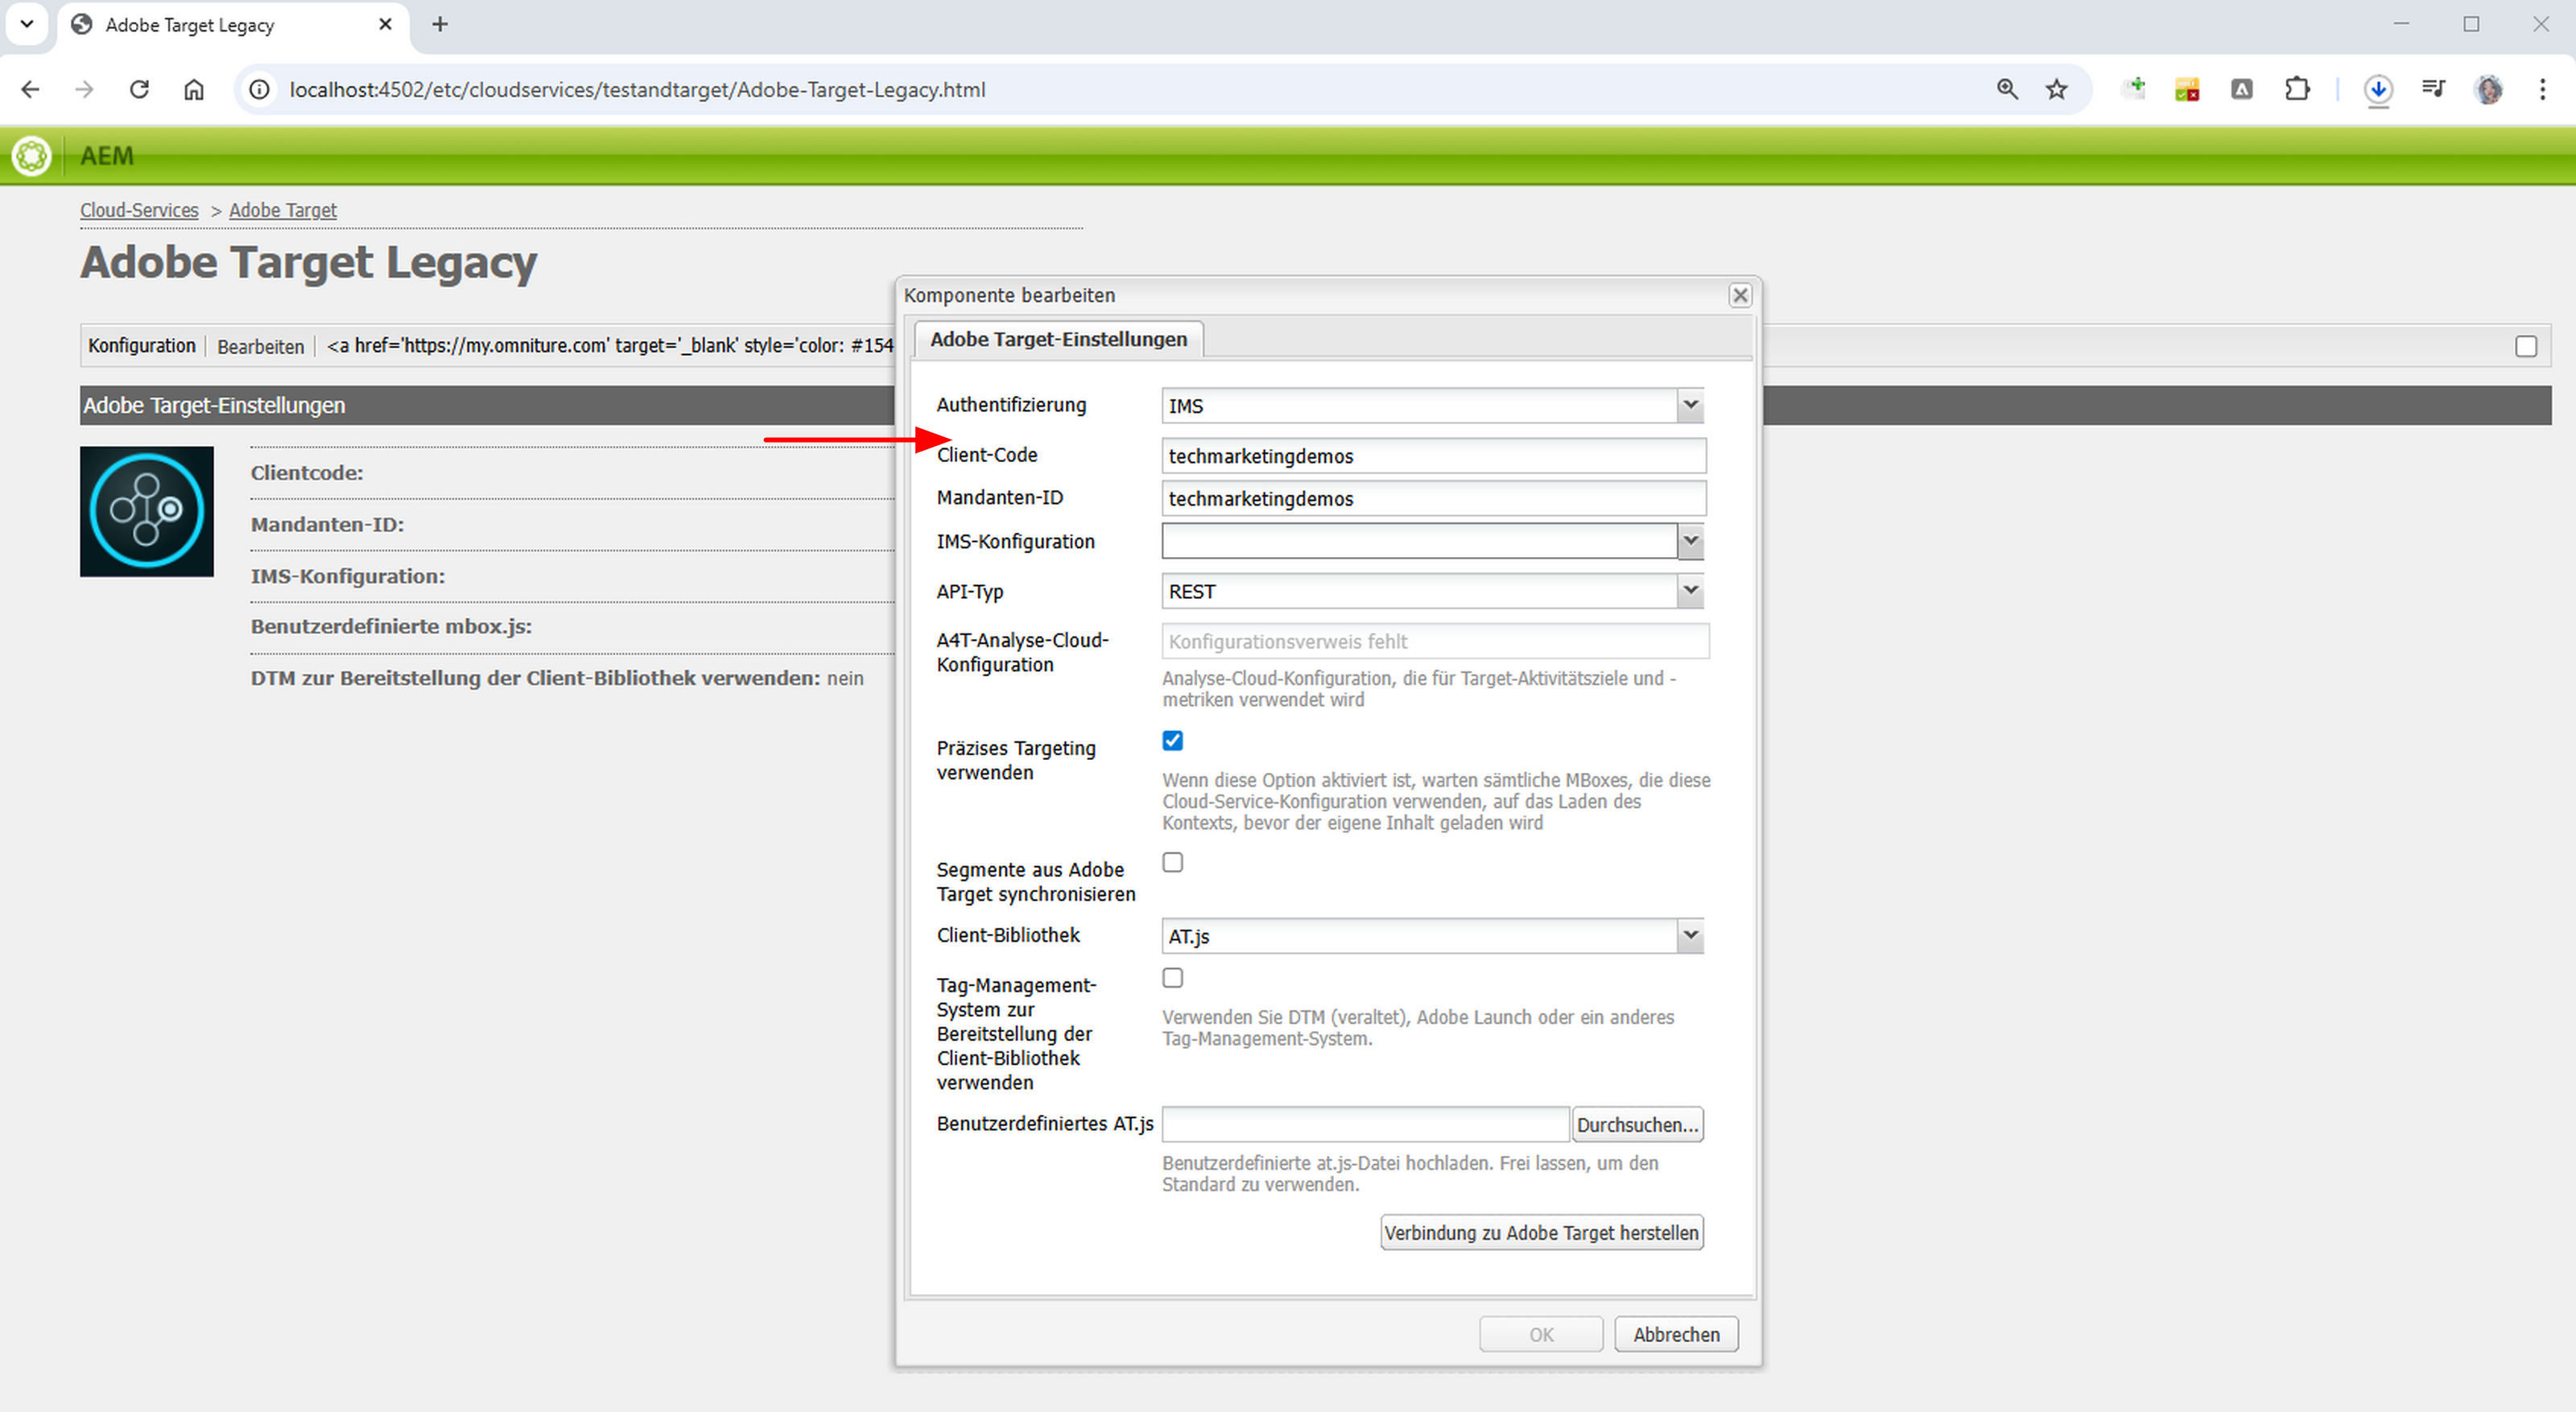 Adobe Target Legacy
localhost:4502/etc/cloudservices/testandtarget/Adobe-Target-Legacy.html
AEM
Cloud-Services > Adobe Target
Adobe Target Legacy
Konfiguration Bearbeiten <a href='https://my.omniture.com' target='_blank' style='color: #154
Adobe Target-Einstellungen
Clientcode:
Mandanten-ID:
IMS-Konfiguration:
Benutzerdefinierte mbox.js:
DTM zur Bereitstellung der Client-Bibliothek verwenden: nein
Komponente bearbeiten
Adobe Target-Einstellungen
Authentifizierung IMS
Client-Code techmarketingdemos
Mandanten-ID techmarketingdemos
IMS-Konfiguration
API-Typ REST
A4T-Analyse-Cloud-
Konfiguration
Konfigurationsverweis fehlt
Analyse-Cloud-Konfiguration, die für Target-Aktivitätsziele und -
metriken verwendet wird
Präzises Targeting
verwenden
Wenn diese Option aktiviert ist, warten sämtliche MBoxes, die diese
Cloud-Service-Konfiguration verwenden, auf das Laden des
Kontexts, bevor der eigene Inhalt geladen wird
Segmente aus Adobe
Target synchronisieren
Client-Bibliothek AT.js
Tag-Management-
System zur
Bereitstellung der
Client-Bibliothek
verwenden
Verwenden Sie DTM (veraltet), Adobe Launch oder ein anderes
Tag-Management-System.
Benutzerdefiniertes AT.js Durchsuchen...
Benutzerdefinierte at.js-Datei hochladen. Frei lassen, um den
Standard zu verwenden.
Verbindung zu Adobe Target herstellen
OK Abbrechen